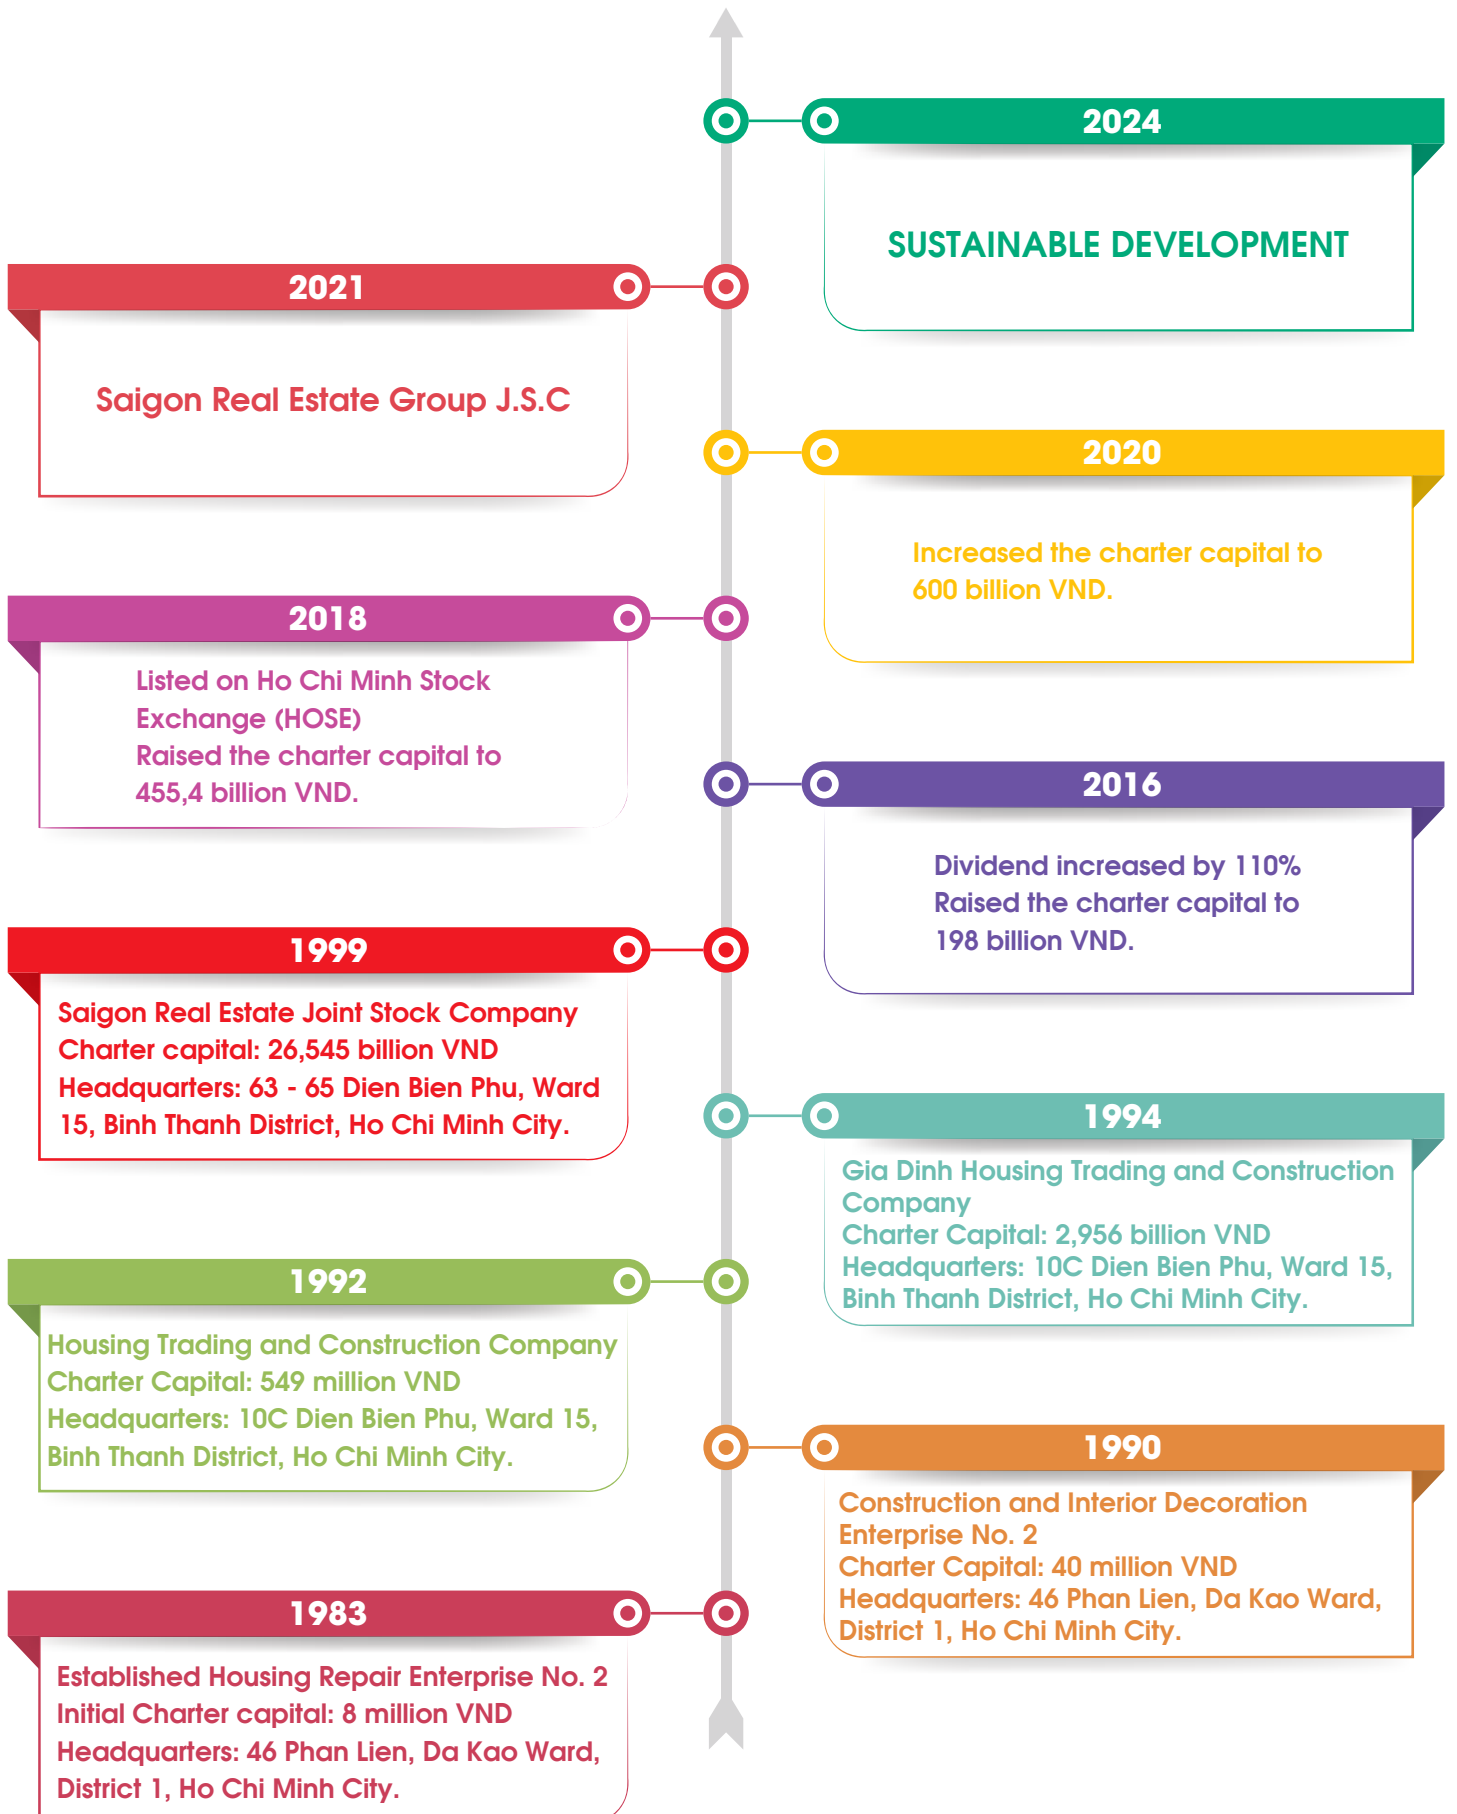 2024
SUSTAINABLE DEVELOPMENT
2021
Saigon Real Estate Group J.S.C
2020
Increased the charter capital to
600 billion VND.
2018
Listed on Ho Chi Minh Stock
Exchange (HOSE)
Raised the charter capital to
455,4 billion VND.
2016
Dividend increased by 110%
Raised the charter capital to
198 billion VND.
1999
Saigon Real Estate Joint Stock Company
Charter capital: 26,545 billion VND
Headquarters: 63 - 65 Dien Bien Phu, Ward
15, Binh Thanh District, Ho Chi Minh City.
1994
Gia Dinh Housing Trading and Construction
Company
Charter Capital: 2,956 billion VND
Headquarters: 10C Dien Bien Phu, Ward 15,
Binh Thanh District, Ho Chi Minh City.
1992
Housing Trading and Construction Company
Charter Capital: 549 million VND
Headquarters: 10C Dien Bien Phu, Ward 15,
Binh Thanh District, Ho Chi Minh City.
1990
Construction and Interior Decoration
Enterprise No. 2
Charter Capital: 40 million VND
Headquarters: 46 Phan Lien, Da Kao Ward,
District 1, Ho Chi Minh City.
1983
Established Housing Repair Enterprise No. 2
Initial Charter capital: 8 million VND
Headquarters: 46 Phan Lien, Da Kao Ward,
District 1, Ho Chi Minh City.